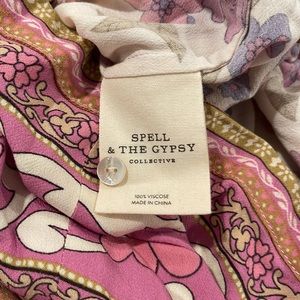 SPELL
& THE GYPSY
COLLECTIVE
100% VISCOSE
MADE IN CHINA